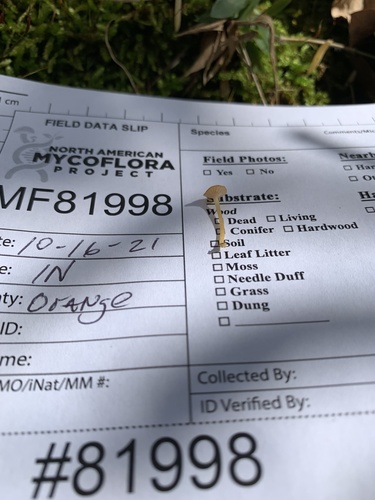 1 cm
FIELD DATA SLIP
NORTH AMERICAN
MYCOFLORA
PROJECT
MF81998
te: 10-16-21
e: IN
ty: Orange
ID:
me:
MO/iNat/MM #:
Species
Field Photos:
Yes No
Substrate:
Wood
Dead Living
Conifer Hardwood
Soil
Leaf Litter
Moss
Needle Duff
Grass
Dung
Collected By:
ID Verified By:
#81998